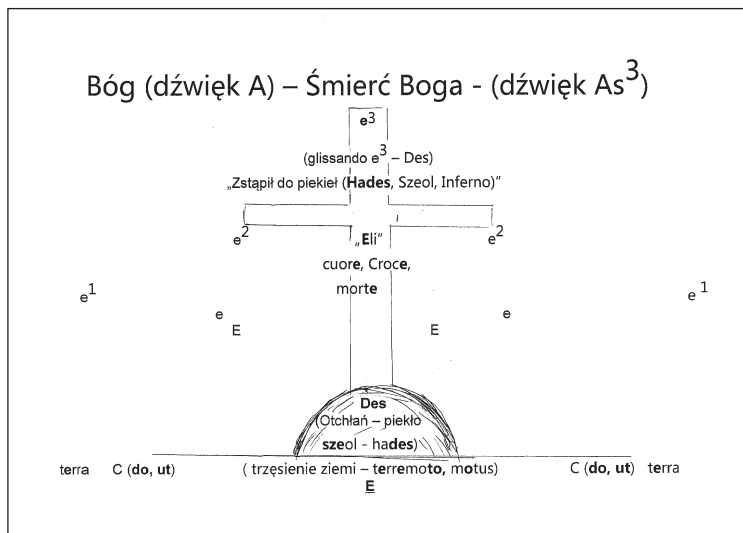 Bóg (dźwięk A) – Śmierć Boga - (dźwięk As³)
e³
(glissando e³ – Des)
„Zstąpił do piekieł (Hades, Szeol, Inferno)"
e² „Eli" e²
cuore, Croce,
morte
e¹ e¹
e e
E E
Des
(Otchłań – piekło
szeol - hades)
terra C (do, ut) ( trzęsienie ziemi – terremoto, motus) C (do, ut) terra
E